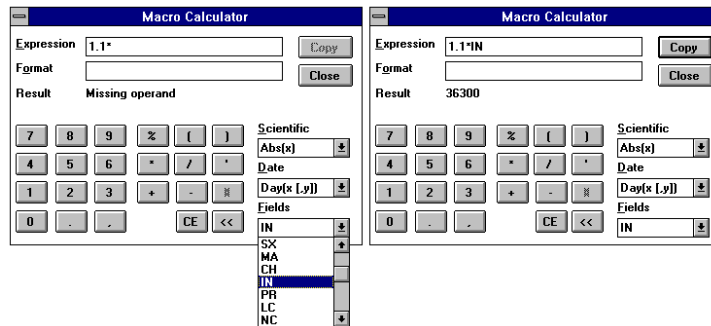 Macro Calculator
Expression 1.1* Copy
Format Close
Result Missing operand
7 8 9 % ( )
4 5 6 * / '
1 2 3 + -
0 . , CE <<
Scientific
Abs(x)
Date
Day(x [,y])
Fields
IN
SX
MA
CH
IN
PR
LC
NC
Macro Calculator
Expression 1.1*IN Copy
Format Close
Result 36300
7 8 9 % ( )
4 5 6 * / '
1 2 3 + -
0 . , CE <<
Scientific
Abs(x)
Date
Day(x [,y])
Fields
IN